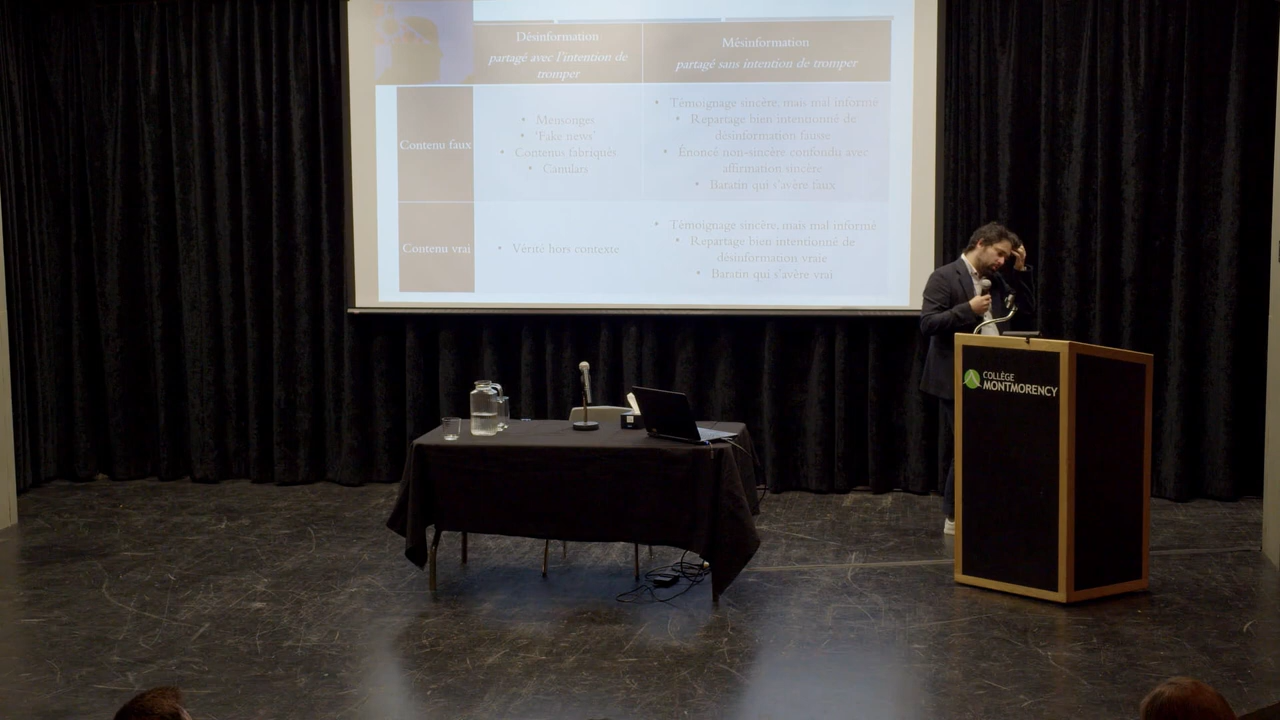 Désinformation
partagé avec l'intention de
tromper
Mésinformation
partagé sans intention de tromper
Contenu faux
• Mensonges
• 'Fake news'
• Contenus fabriqués
• Canulars
• Témoignage sincère, mais mal informé
• Repartage bien intentionné de
désinformation fausse
• Énoncé non-sincère confondu avec
affirmation sincère
• Baratin qui s'avère faux
Contenu vrai
• Vérité hors contexte
• Témoignage sincère, mais mal informé
• Repartage bien intentionné de
désinformation vraie
• Baratin qui s'avère vrai
COLLÈGE
MONTMORENCY